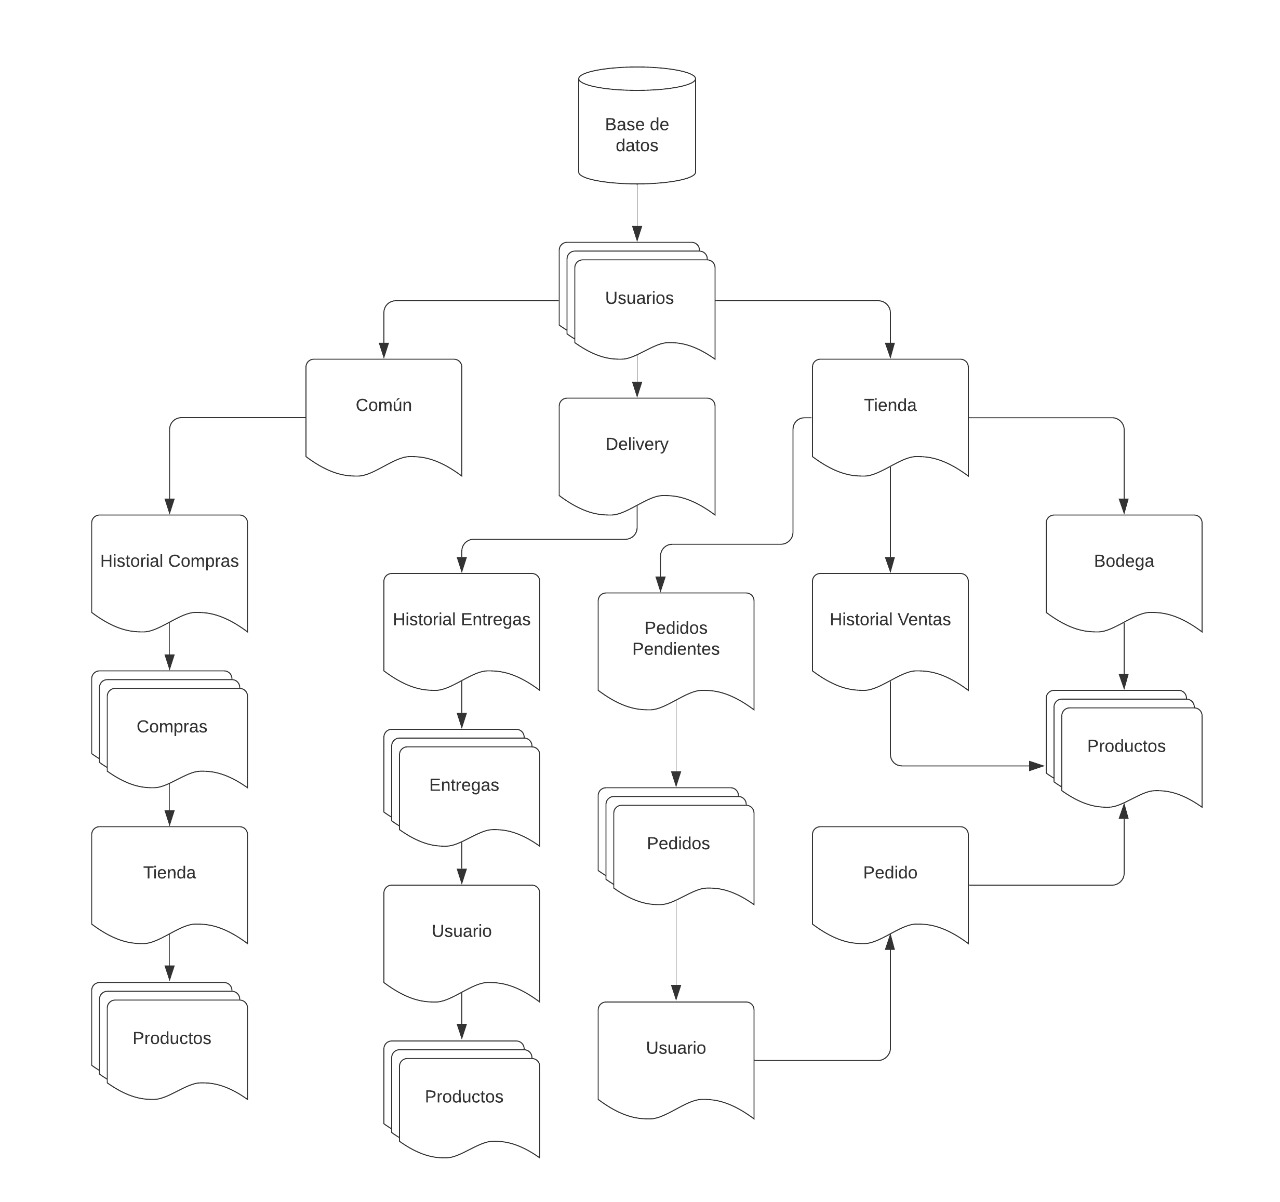 Base de
datos
Usuarios
Común
Delivery
Tienda
Historial Compras
Historial Entregas
Pedidos
Pendientes
Historial Ventas
Bodega
Compras
Entregas
Pedidos
Productos
Tienda
Usuario
Pedido
Productos
Productos
Usuario